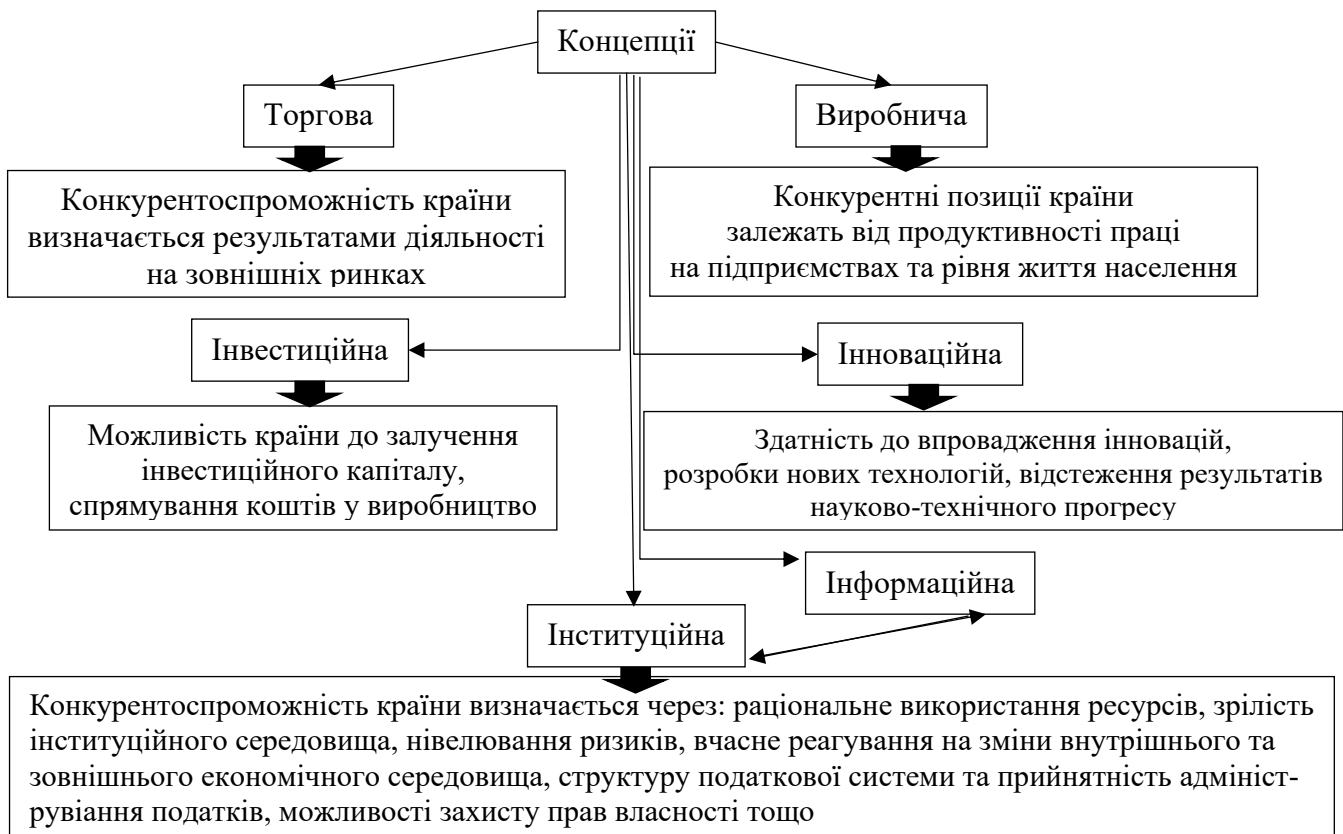 Концепції
Торгова
Виробнича
Конкурентоспроможність країни
визначається результатами діяльності
на зовнішніх ринках
Конкурентні позиції країни
залежать від продуктивності праці
на підприємствах та рівня життя населення
Інвестиційна
Інноваційна
Можливість країни до залучення
інвестиційного капіталу,
спрямування коштів у виробництво
Здатність до впровадження інновацій,
розробки нових технологій, відстеження результатів
науково-технічного прогресу
Інформаційна
Інституційна
Конкурентоспроможність країни визначається через: раціональне використання ресурсів, зрілість
інституційного середовища, нівелювання ризиків, вчасне реагування на зміни внутрішнього та
зовнішнього економічного середовища, структуру податкової системи та прийнятність адмініст-
рувіання податків, можливості захисту прав власності тощо